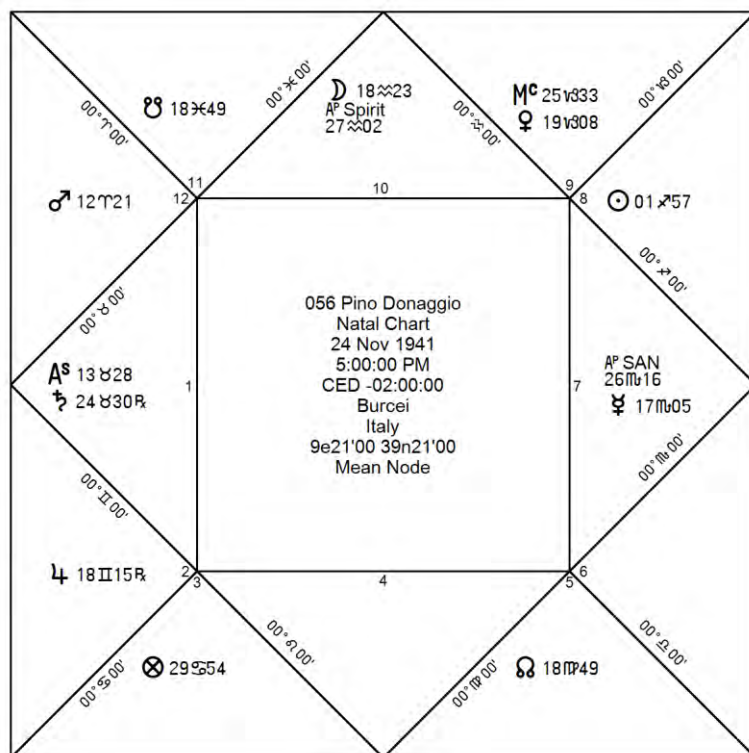 ☋ 18♓49
00°♓00'
☽ 18♒23
AP Spirit
27♒02
00°♒00'
Mc 25♑333
♀ 19♑308
00°♑00'
00°♈00'
11
12
10
9
8
♂ 12♈21
☉ 01♐57
00°♉00'
00°♐00'
056 Pino Donaggio
Natal Chart
24 Nov 1941
5:00:00 PM
CED -02:00:00
Burcei
Italy
9e21'00 39n21'00
Mean Node
As 13♉28
♄ 24♉30℞
1
7
AP SAN
26♏16
☿ 17♏05
00°♊00'
00°♏00'
♃ 18♊15℞
2
3
4
5
6
00°♋00'
⊗ 29♋54
00°♌00'
00°♍00'
☊ 18♍49
00°♎00'